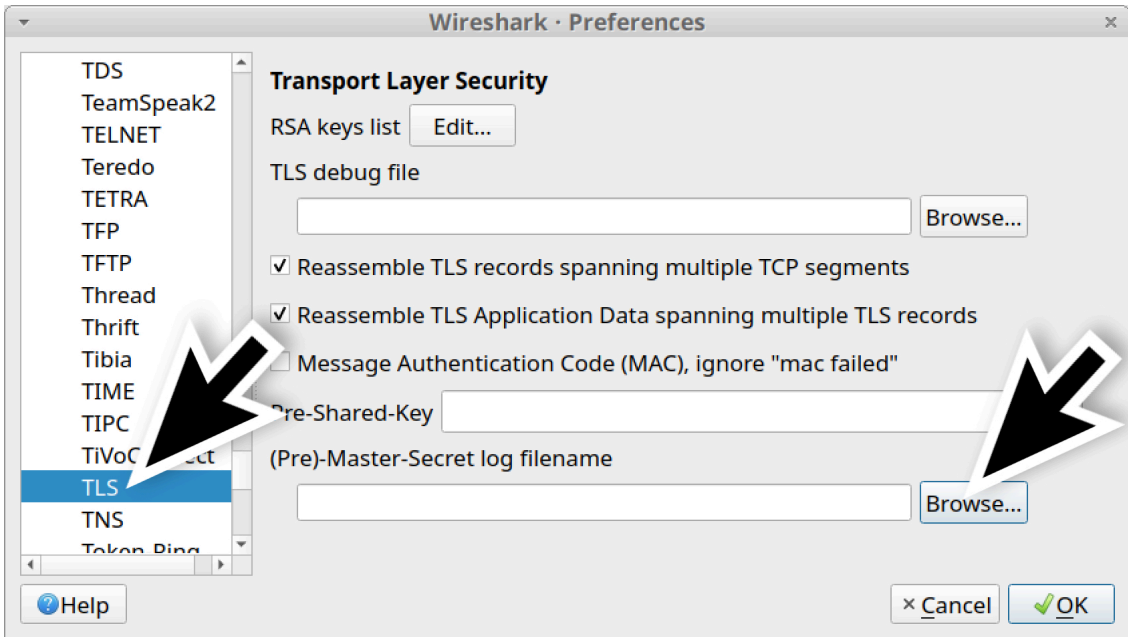 Wireshark · Preferences
TDS
TeamSpeak2
TELNET
Teredo
TETRA
TFP
TFTP
Thread
Thrift
Tibia
TIME
TIPC
TLS
TNS
Transport Layer Security
RSA keys list Edit...
TLS debug file
Browse...
Reassemble TLS records spanning multiple TCP segments
Reassemble TLS Application Data spanning multiple TLS records
Message Authentication Code (MAC), ignore "mac failed"
Pre-Shared-Key
(Pre)-Master-Secret log filename
Browse...
Help
× Cancel
OK